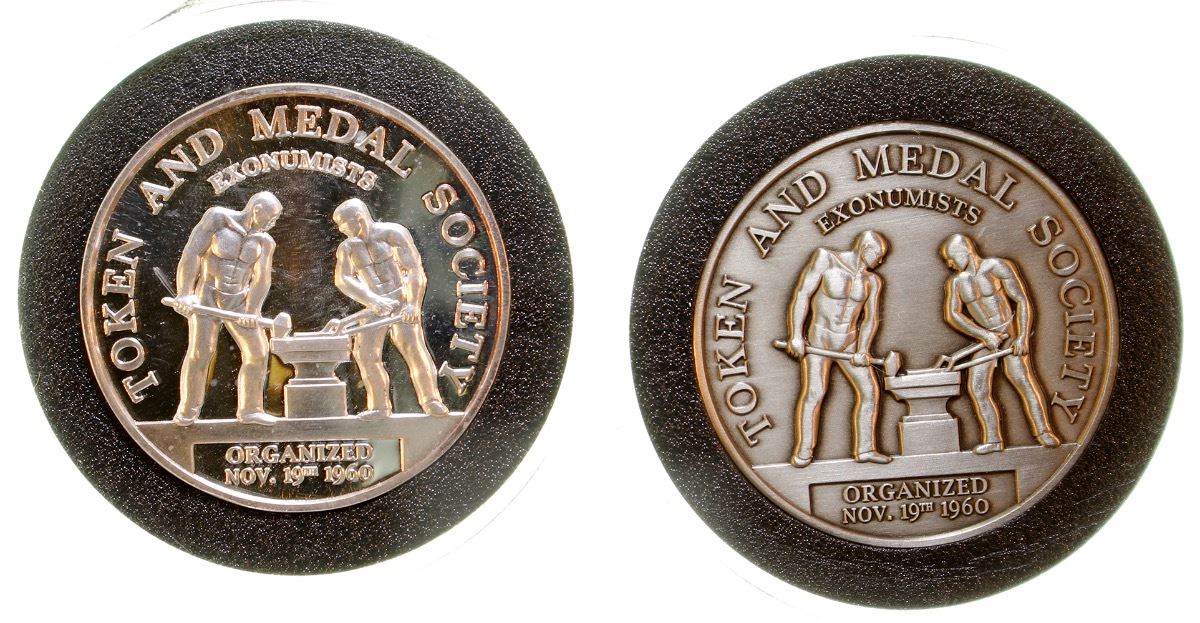 TOKEN AND MEDAL SOCIETY
EXONUMISTS
ORGANIZED
NOV. 19TH 1960
TOKEN AND MEDAL SOCIETY
EXONUMISTS
ORGANIZED
NOV. 19TH 1960